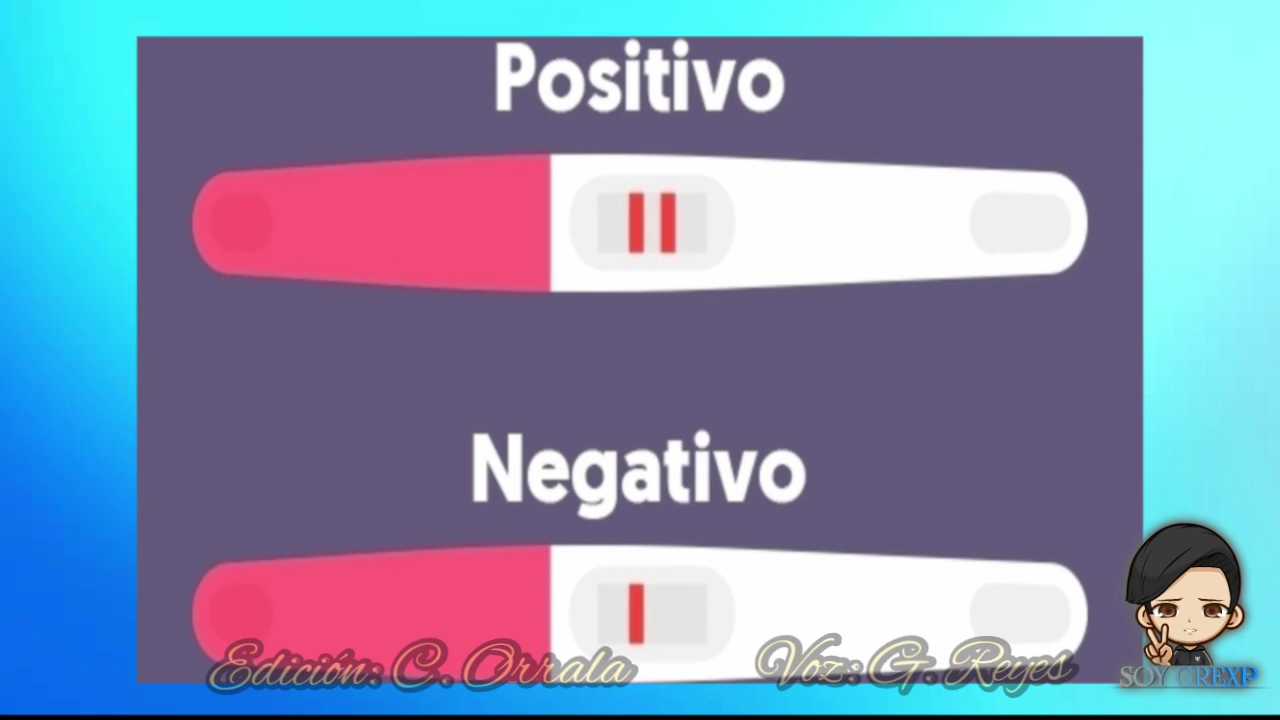 Positivo
Negativo
Edición: C. Orrala
Voz: G. Reyes
SOY CREXP